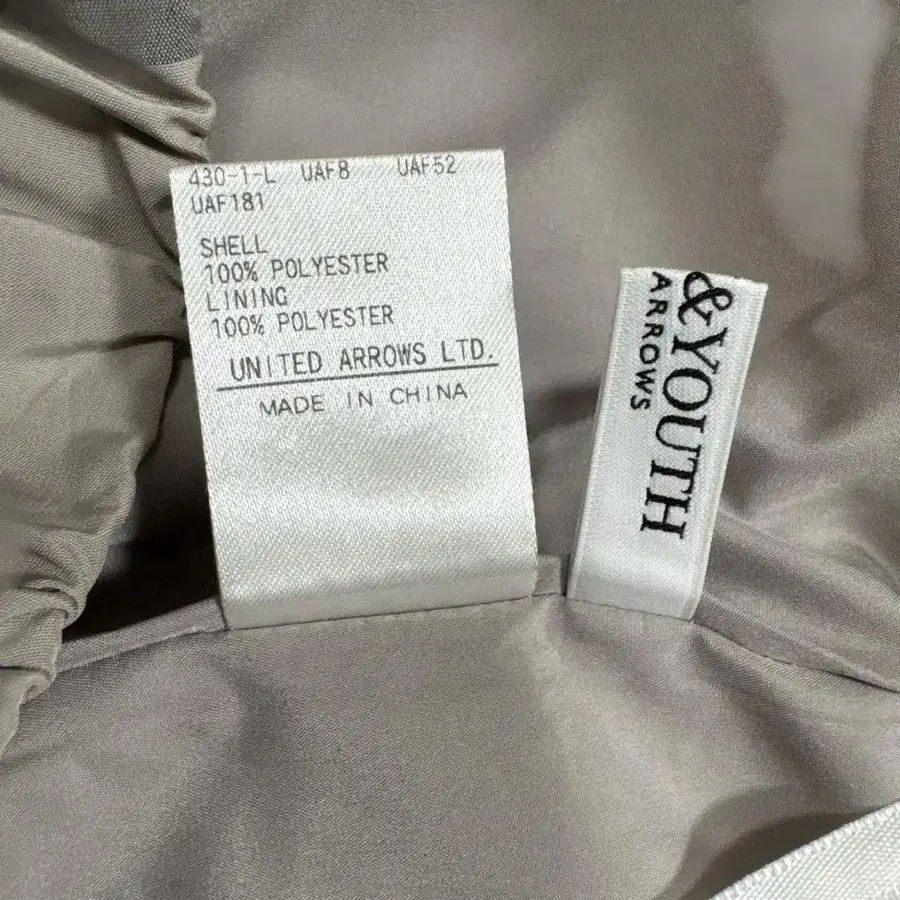 430-1-L UAF8 UAF52
UAF181
SHELL
100% POLYESTER
LINING
100% POLYESTER
UNITED ARROWS LTD.
MADE IN CHINA
&YOUTH
ARROWS